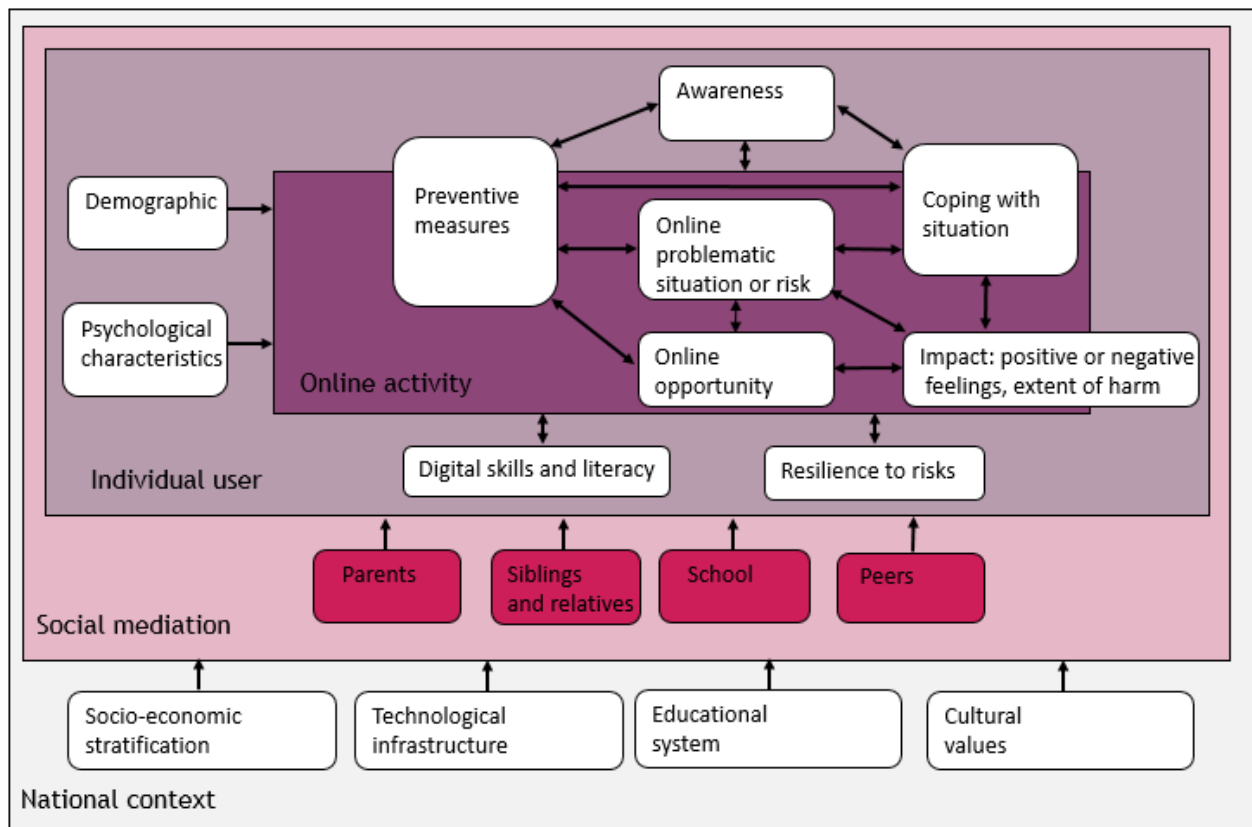 Awareness
Demographic
Preventive
measures
Online
problematic
situation or risk
Coping with
situation
Psychological
characteristics
Online
opportunity
Impact: positive or negative
feelings, extent of harm
Online activity
Digital skills and literacy
Resilience to risks
Individual user
Parents
Siblings
and relatives
School
Peers
Social mediation
Socio-economic
stratification
Technological
infrastructure
Educational
system
Cultural
values
National context